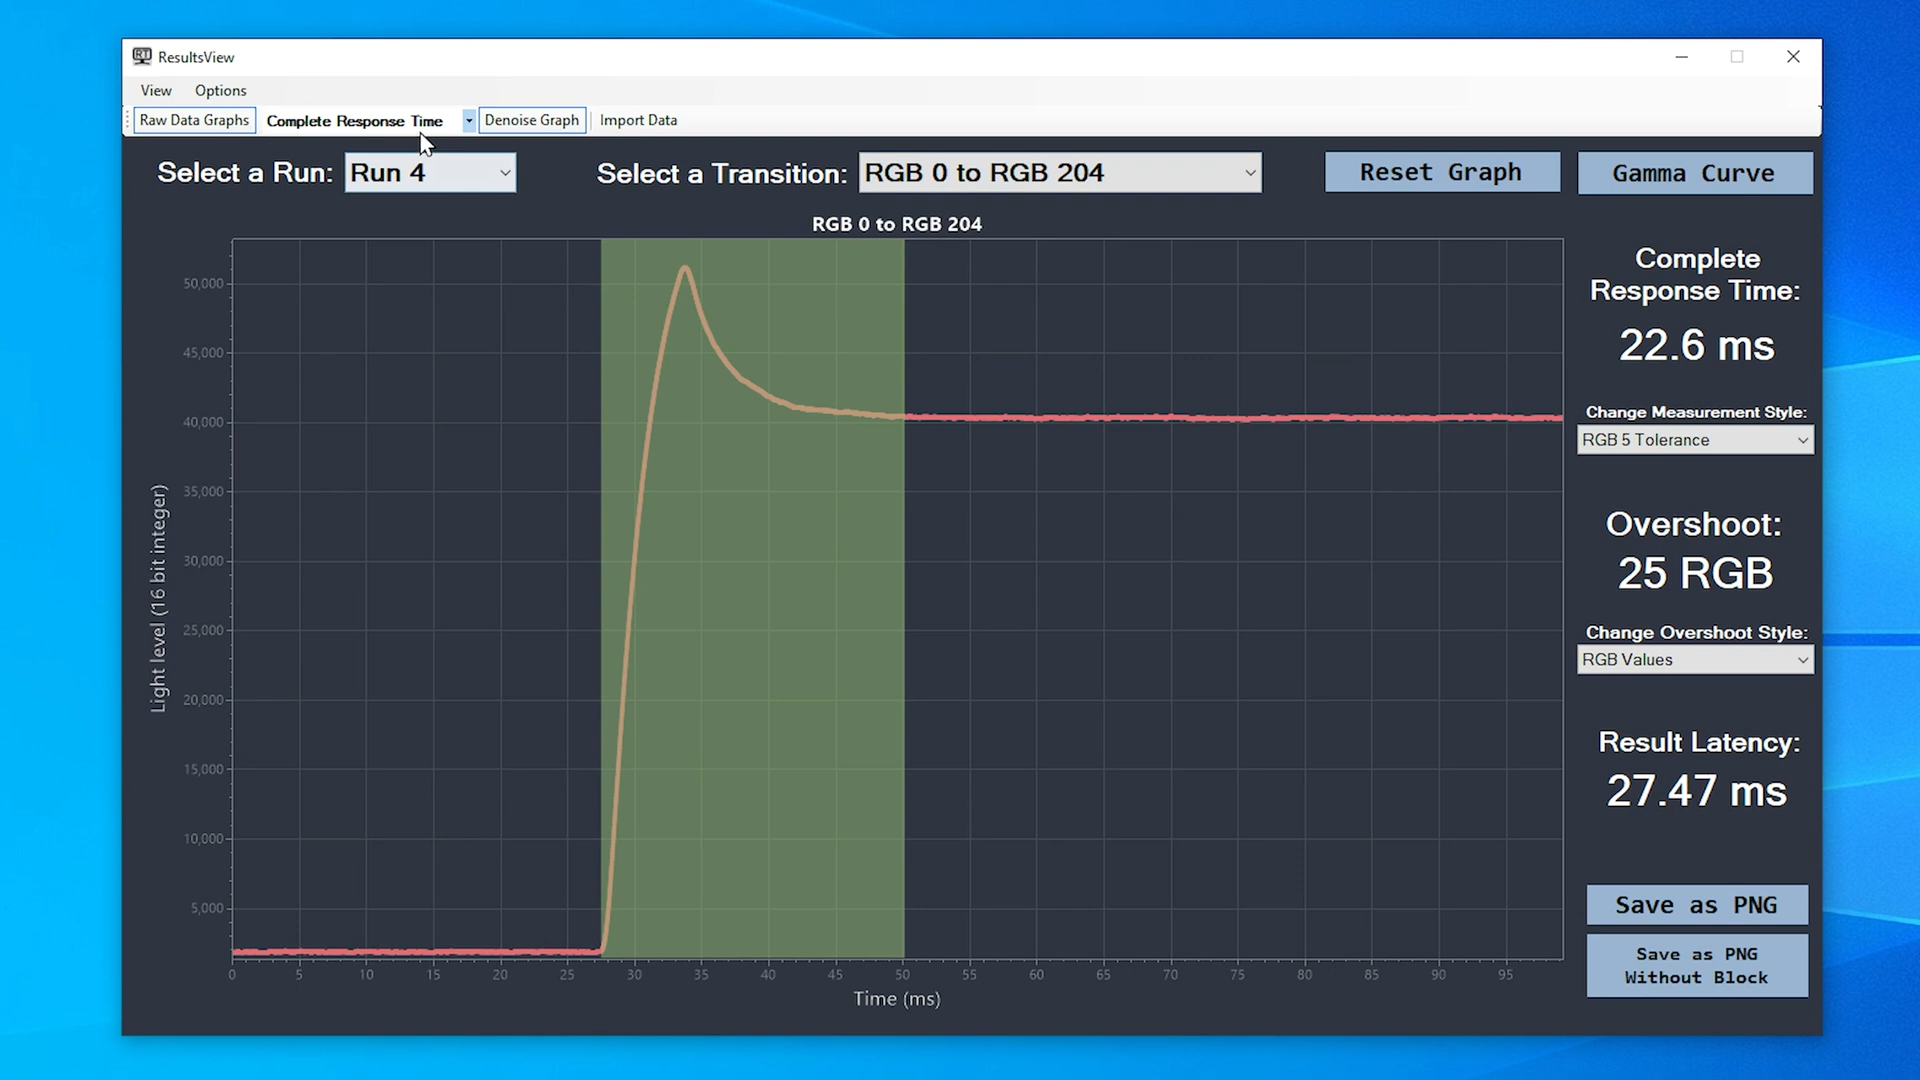 RT ResultsView
View Options
Raw Data Graphs Complete Response Time Denoise Graph Import Data
Select a Run: Run 4 Select a Transition: RGB 0 to RGB 204 Reset Graph Gamma Curve
RGB 0 to RGB 204
Light level (16 bit integer)
50,000
45,000
40,000
35,000
30,000
25,000
20,000
15,000
10,000
5,000
0 5 10 15 20 25 30 35 40 45 50 55 60 65 70 75 80 85 90 95
Time (ms)
Complete
Response Time:
22.6 ms
Change Measurement Style:
RGB 5 Tolerance
Overshoot:
25 RGB
Change Overshoot Style:
RGB Values
Result Latency:
27.47 ms
Save as PNG
Save as PNG
Without Block